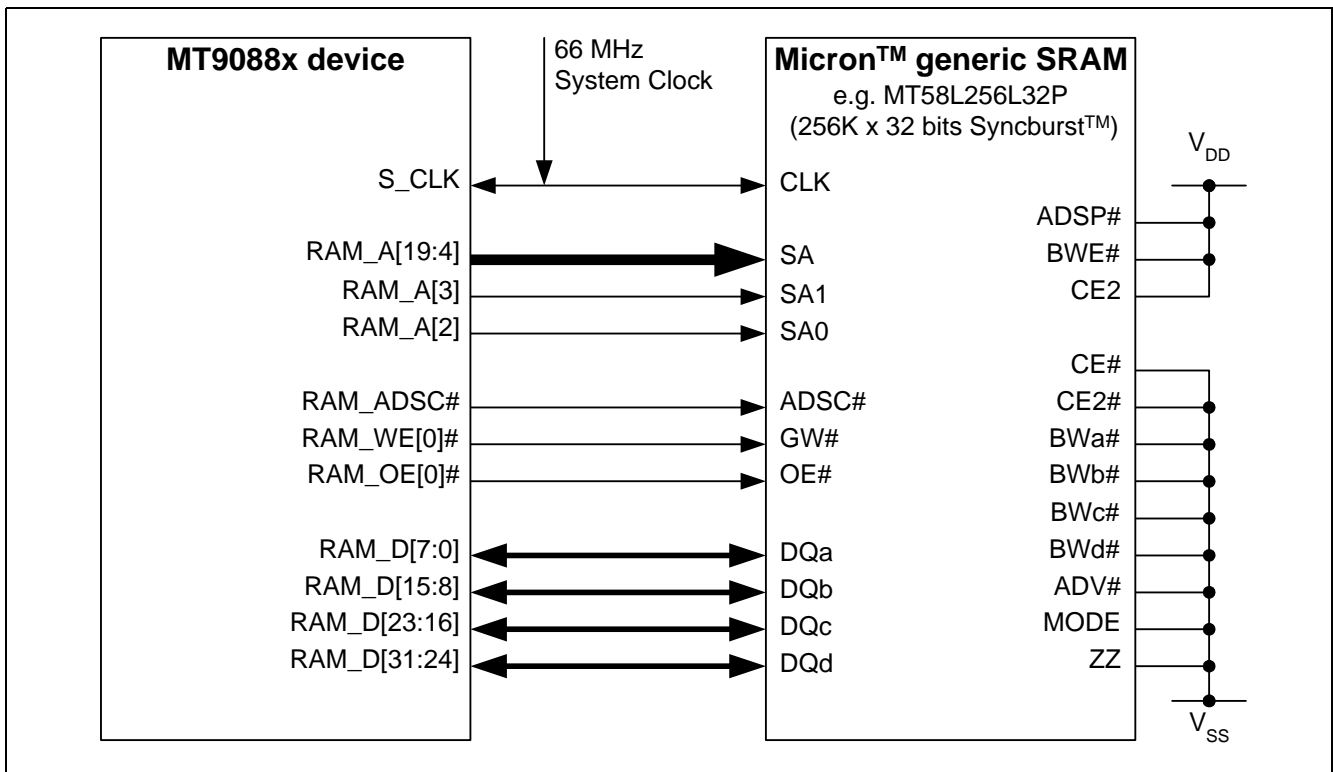 MT9088x device
66 MHz
System Clock
Micron™ generic SRAM
e.g. MT58L256L32P
(256K x 32 bits Syncburst™)
VDD
S_CLK
CLK
ADSP#
RAM_A[19:4]
SA
BWE#
RAM_A[3]
SA1
CE2
RAM_A[2]
SA0
CE#
RAM_ADSC#
ADSC#
CE2#
RAM_WE[0]#
GW#
BWa#
RAM_OE[0]#
OE#
BWb#
BWc#
RAM_D[7:0]
DQa
BWd#
RAM_D[15:8]
DQb
ADV#
RAM_D[23:16]
DQc
MODE
RAM_D[31:24]
DQd
ZZ
VSS